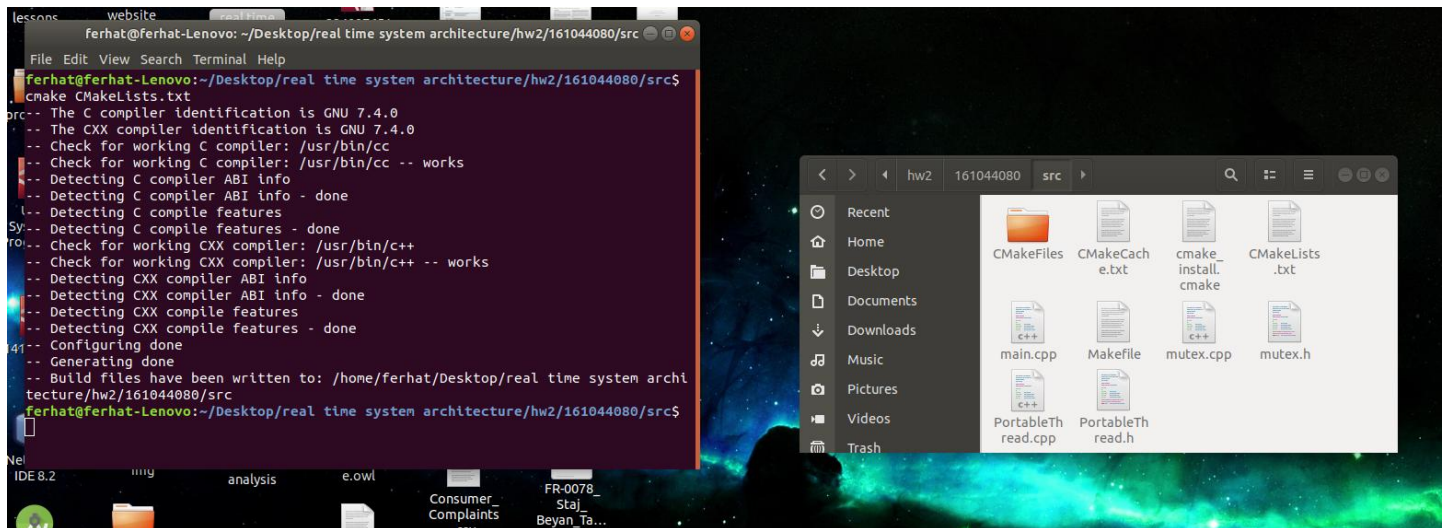 lessons
website
real time
ferhat@ferhat-Lenovo: ~/Desktop/real time system architecture/hw2/161044080/src
File Edit View Search Terminal Help
ferhat@ferhat-Lenovo:~/Desktop/real time system architecture/hw2/161044080/src$
cmake CMakeLists.txt
-- The C compiler identification is GNU 7.4.0
-- The CXX compiler identification is GNU 7.4.0
-- Check for working C compiler: /usr/bin/cc
-- Check for working C compiler: /usr/bin/cc -- works
-- Detecting C compiler ABI info
-- Detecting C compiler ABI info - done
-- Detecting C compile features
-- Detecting C compile features - done
-- Check for working CXX compiler: /usr/bin/c++
-- Check for working CXX compiler: /usr/bin/c++ -- works
-- Detecting CXX compiler ABI info
-- Detecting CXX compiler ABI info - done
-- Detecting CXX compile features
-- Detecting CXX compile features - done
-- Configuring done
-- Generating done
-- Build files have been written to: /home/ferhat/Desktop/real time system archi
tecture/hw2/161044080/src
ferhat@ferhat-Lenovo:~/Desktop/real time system architecture/hw2/161044080/src$
IDE 8.2
img
analysis
e.owl
Consumer_
Complaints
FR-0078_
Staj_
Beyan_Ta...
hw2 161044080 src
Recent
Home
Desktop
Documents
Downloads
Music
Pictures
Videos
Trash
CMakeFiles
CMakeCach
e.txt
cmake_
install.
cmake
CMakeLists
.txt
C++
main.cpp
Makefile
C++
mutex.cpp
mutex.h
C++
PortableTh
read.cpp
PortableTh
read.h